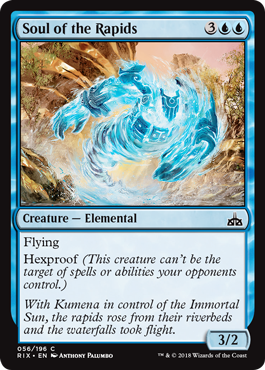 Soul of the Rapids 3
Creature — Elemental
Flying
Hexproof (This creature can't be the
target of spells or abilities your opponents
control.)
With Kumena in control of the Immortal
Sun, the rapids rose from their riverbeds
and the waterfalls took flight.
3/2
056/196 C
RIX • EN Anthony Palumbo
™ & © 2018 Wizards of the Coast